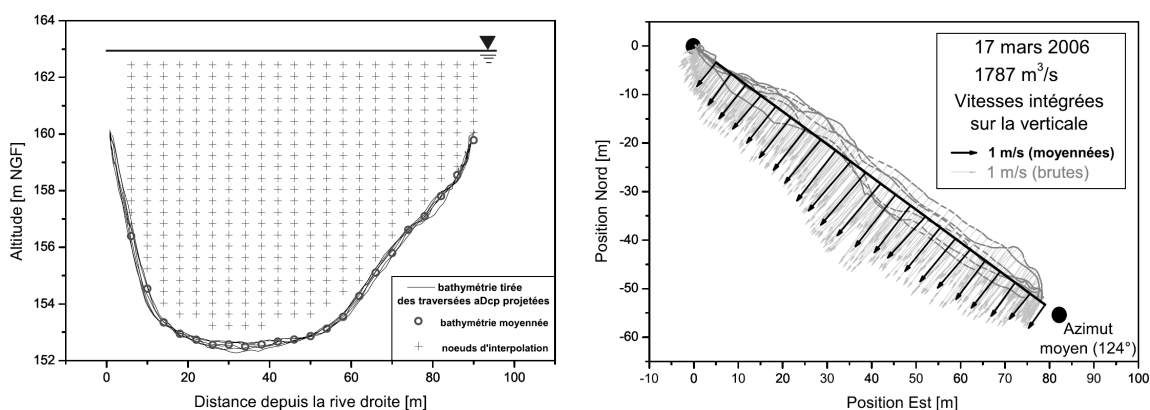 164
162
160
158
156
154
152
Altitude [m NGF]
0
20
40
60
80
100
Distance depuis la rive droite [m]
bathymétrie tirée
des traversées aDcp projetées
bathymétrie moyennée
noeuds d'interpolation
0
-10
-20
-30
-40
-50
-60
Position Nord [m]
-10
0
10
20
30
40
50
60
70
80
90
100
Position Est [m]
17 mars 2006
1787 m³/s
Vitesses intégrées
sur la verticale
1 m/s (moyennées)
1 m/s (brutes)
Azimut
moyen (124°)